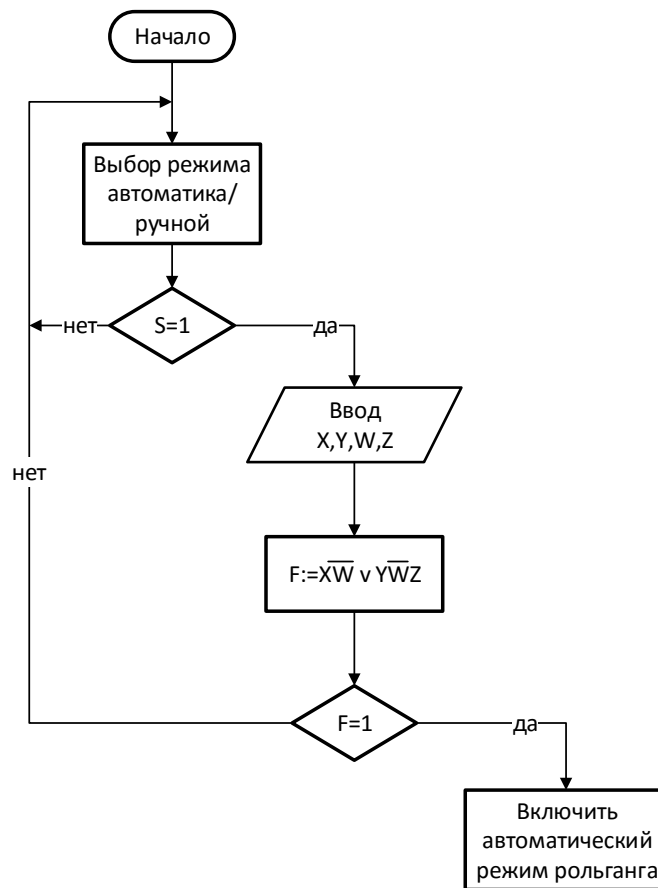 Начало
Выбор режима
автоматика/
ручной
S=1
нет
да
Ввод
X,Y,W,Z
нет
F:=XW̅ v YW̅Z
F=1
да
Включить
автоматический
режим рольганга